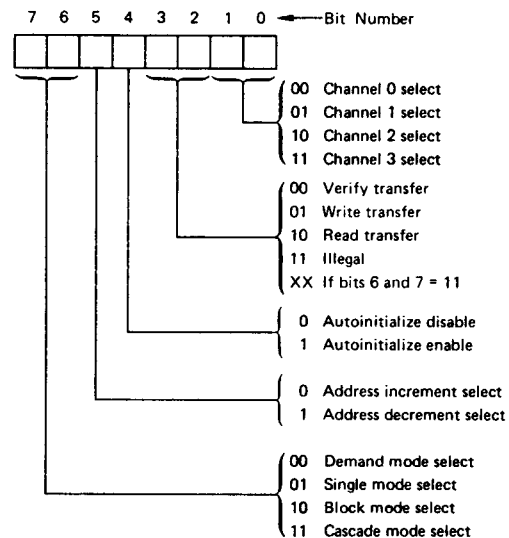 7 6 5 4 3 2 1 0 Bit Number
00 Channel 0 select
01 Channel 1 select
10 Channel 2 select
11 Channel 3 select
00 Verify transfer
01 Write transfer
10 Read transfer
11 Illegal
XX If bits 6 and 7 = 11
0 Autoinitialize disable
1 Autoinitialize enable
0 Address increment select
1 Address decrement select
00 Demand mode select
01 Single mode select
10 Block mode select
11 Cascade mode select